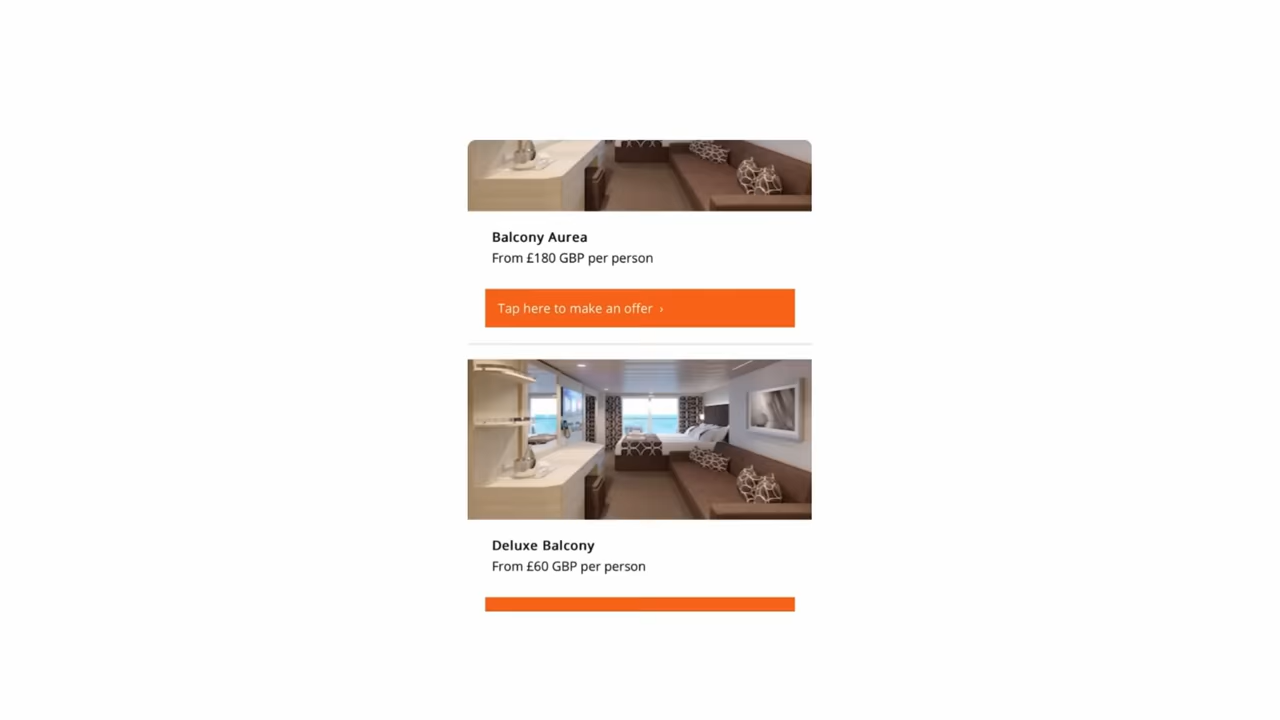 Balcony Aurea
From £180 GBP per person
Tap here to make an offer ›
Deluxe Balcony
From £60 GBP per person